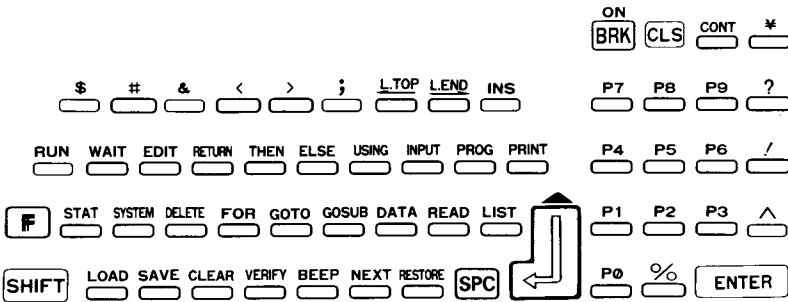 ON
BRK CLS CONT ¥
$ # & < > ; L.TOP L.END INS P7 P8 P9 ?
RUN WAIT EDIT RETURN THEN ELSE USING INPUT PROG PRINT P4 P5 P6 !
F STAT SYSTEM DELETE FOR GOTO GOSUB DATA READ LIST P1 P2 P3 ^
SHIFT LOAD SAVE CLEAR VERIFY BEEP NEXT RESTORE SPC P0 % ENTER